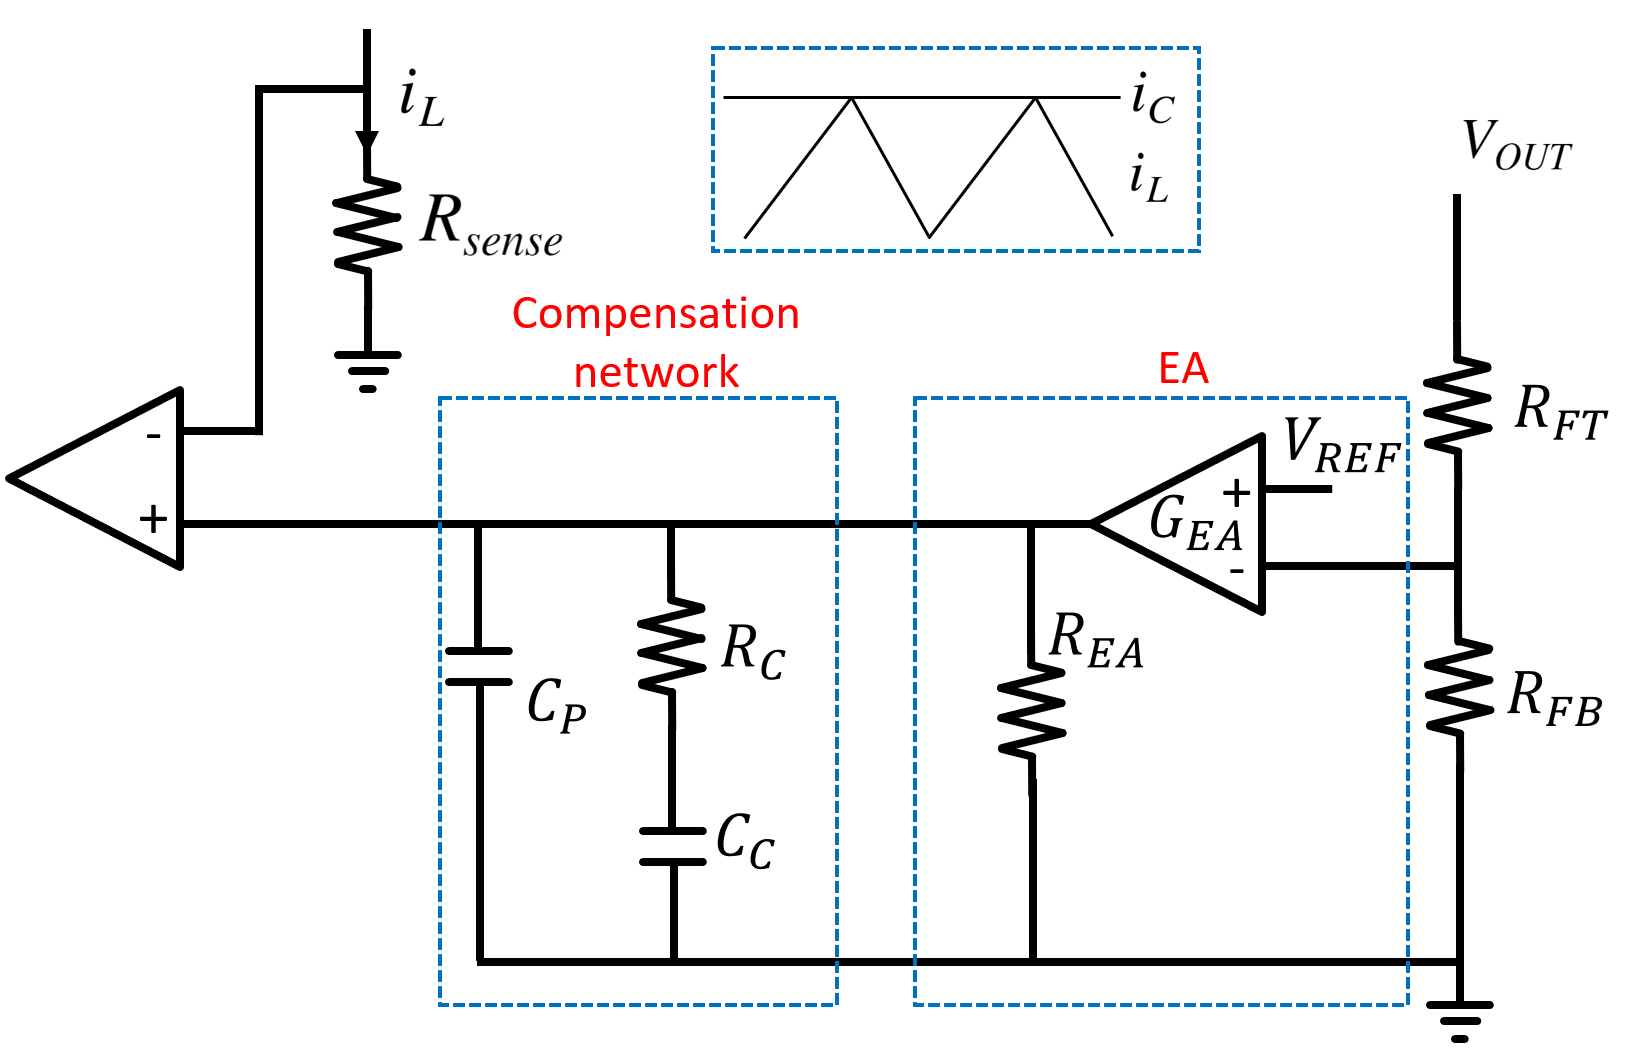 i_L
R_sense
i_C
i_L
V_OUT
Compensation
network
EA
R_FT
V_REF
+
G_EA
-
-
+
R_EA
R_C
C_P
R_FB
C_C